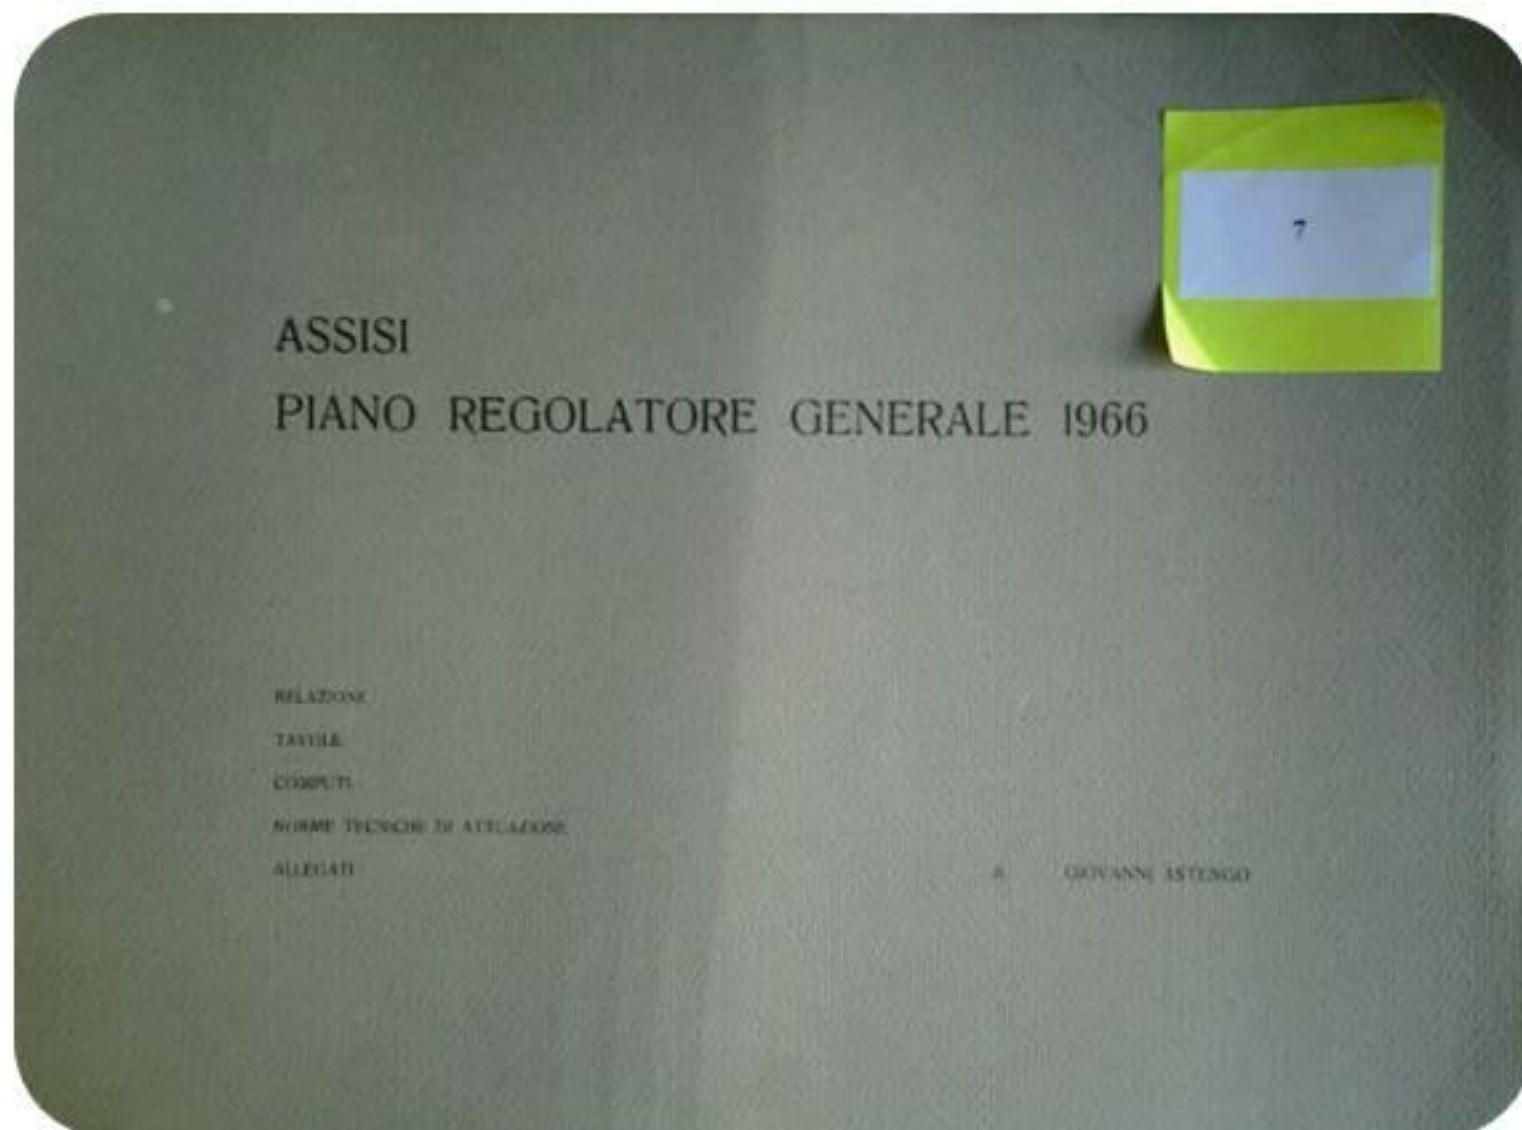 7
ASSISI
PIANO REGOLATORE GENERALE 1966
RELAZIONE
TAVOLE
COMPUTI
NORME TECNICHE DI ATTUAZIONE
ALLEGATI
GIOVANNI ASTENGO